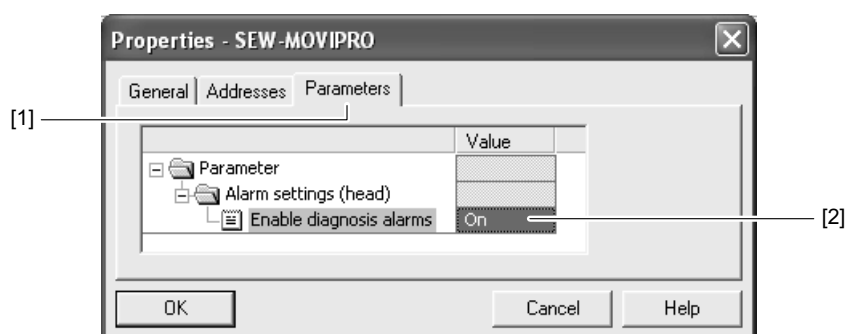 Properties - SEW-MOVIPRO
General Addresses Parameters
[1]
Value
Parameter
Alarm settings (head)
Enable diagnosis alarms On
[2]
OK Cancel Help